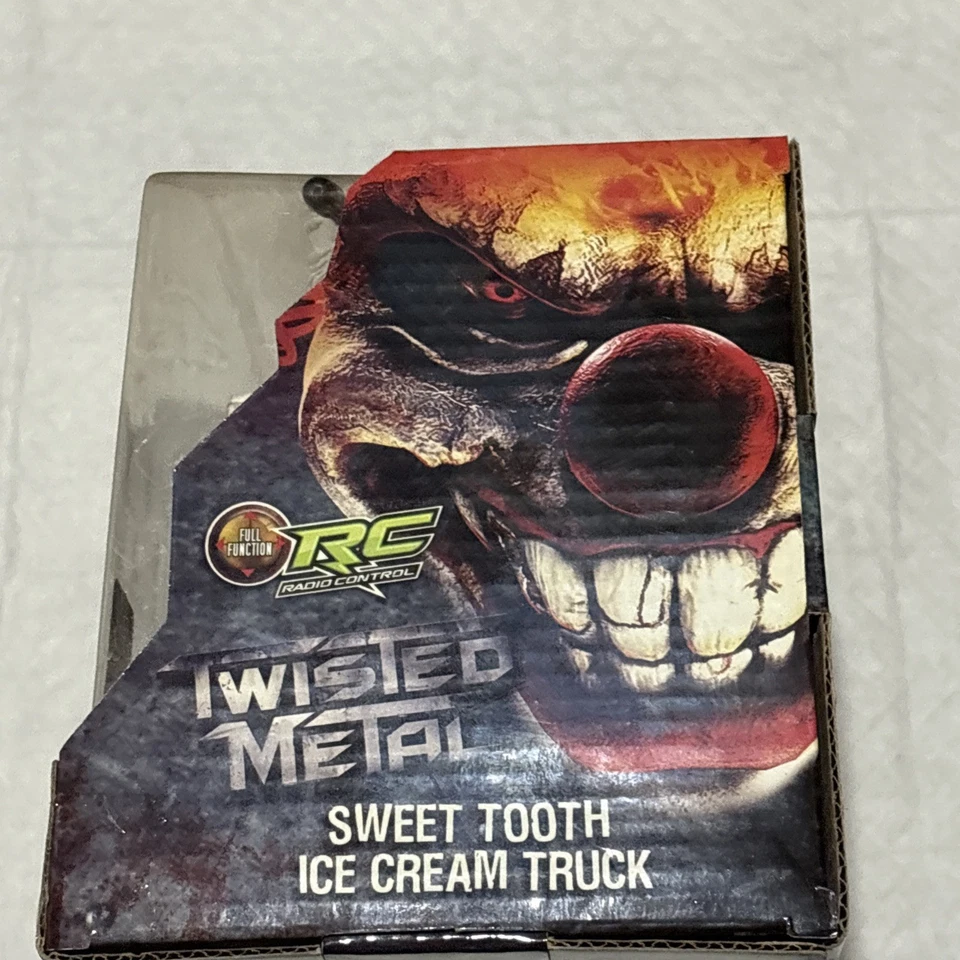 FULL
FUNCTION
RC
RADIO CONTROL
TWISTED
METAL
SWEET TOOTH
ICE CREAM TRUCK